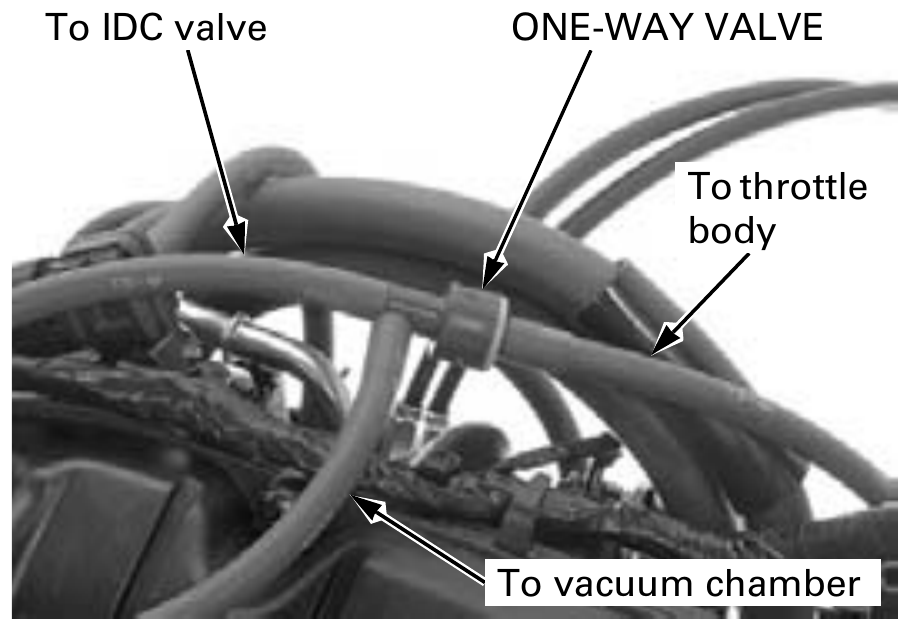 To IDC valve
ONE-WAY VALVE
To throttle
body
To vacuum chamber